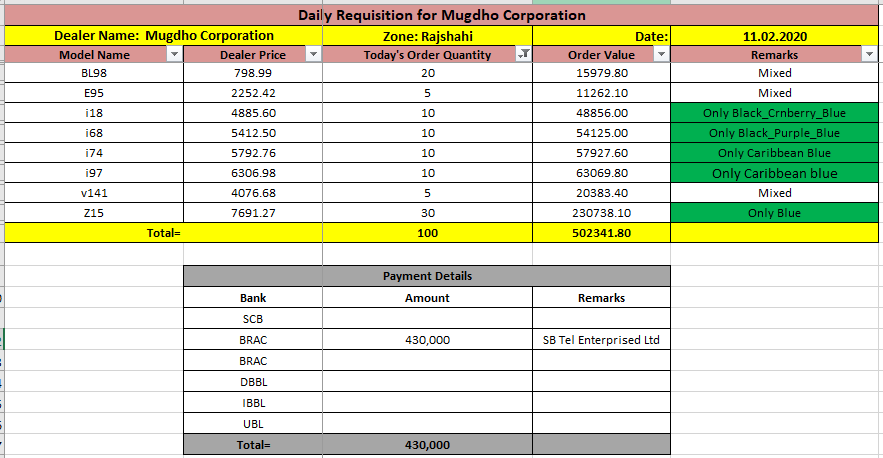 Daily Requisition for Mugdho Corporation
Dealer Name: Mugdho Corporation Zone: Rajshahi Date: 11.02.2020
Model Name Dealer Price Today's Order Quantity Order Value Remarks
BL98 798.99 20 15979.80 Mixed
E95 2252.42 5 11262.10 Mixed
i18 4885.60 10 48856.00 Only Black_Crnberry_Blue
i68 5412.50 10 54125.00 Only Black_Purple_Blue
i74 5792.76 10 57927.60 Only Caribbean Blue
i97 6306.98 10 63069.80 Only Caribbean blue
v141 4076.68 5 20383.40 Mixed
Z15 7691.27 30 230738.10 Only Blue
Total= 100 502341.80
Payment Details
Bank Amount Remarks
SCB
BRAC 430,000 SB Tel Enterprised Ltd
BRAC
DBBL
IBBL
UBL
Total= 430,000